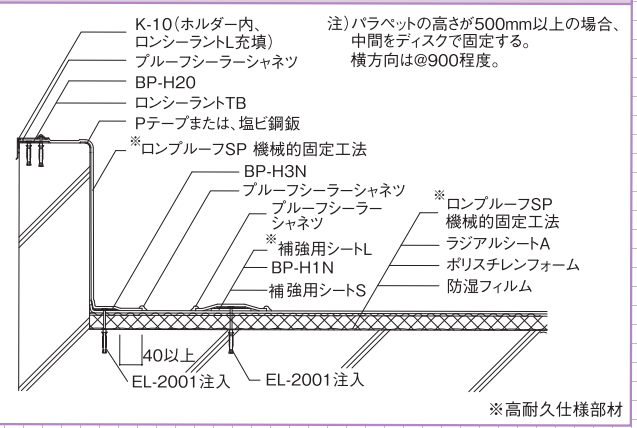 K-10（ホルダー内、
ロンシーラントL充填）
プルーフシーラーシャネツ
BP-H20
ロンシーラントTB
Pテープまたは、塩ビ鋼鈑
※ロンプルーフSP 機械的固定工法
注）パラペットの高さが500mm以上の場合、
中間をディスクで固定する。
横方向は@900程度。
BP-H3N
プルーフシーラーシャネツ
プルーフシーラー
シャネツ
※補強用シートL
BP-H1N
補強用シートS
※ロンプルーフSP
機械的固定工法
ラジアルシートA
ポリスチレンフォーム
防湿フィルム
40以上
EL-2001注入
EL-2001注入
※高耐久仕様部材